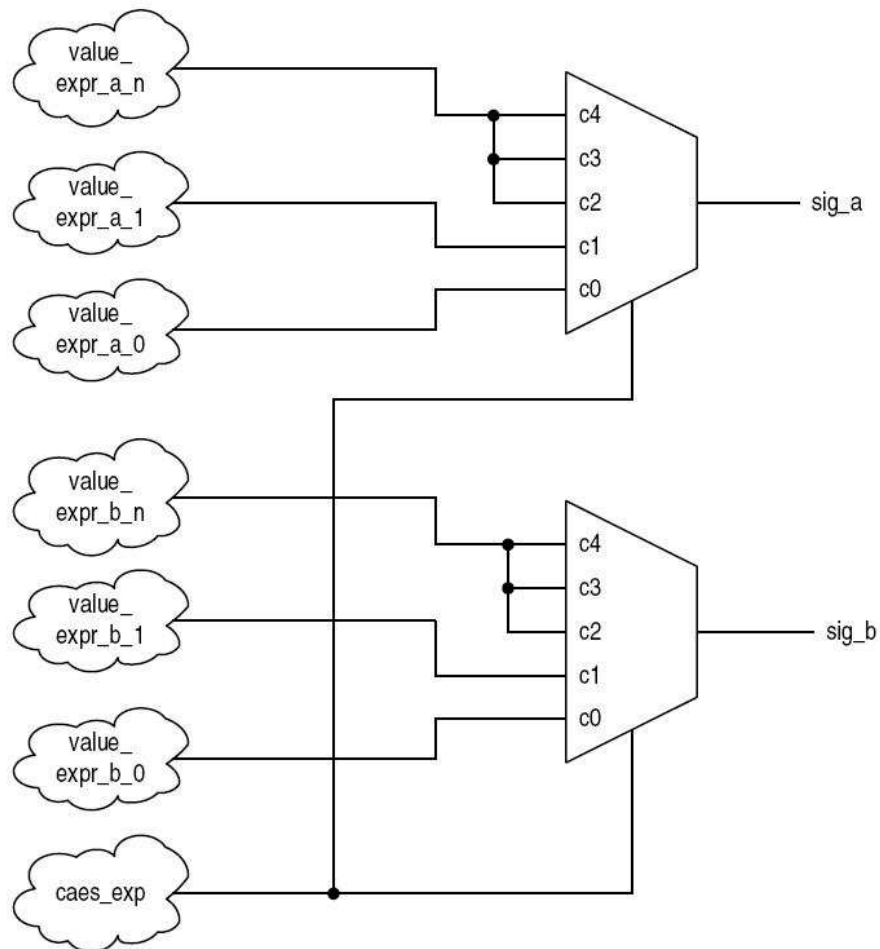 value_
expr_a_n
c4
c3
value_
expr_a_1
c2
sig_a
c1
c0
value_
expr_a_0
value_
expr_b_n
c4
c3
value_
expr_b_1
c2
sig_b
c1
c0
value_
expr_b_0
caes_exp